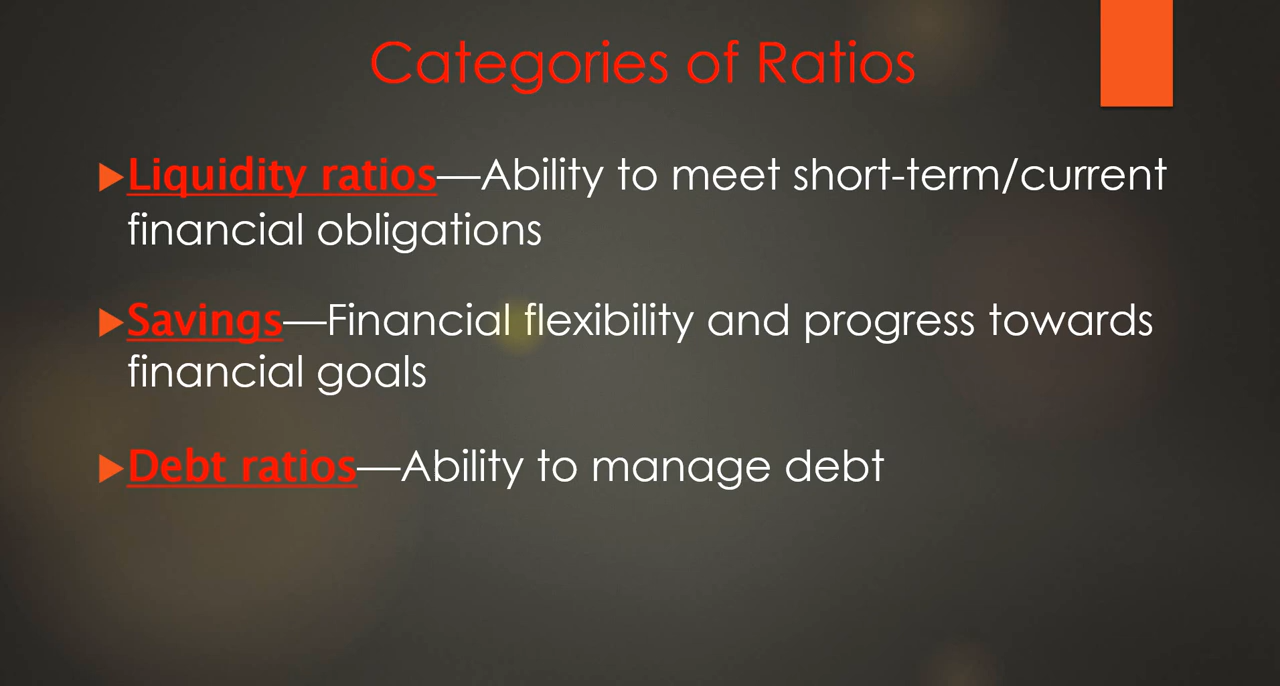 Categories of Ratios
Liquidity ratios—Ability to meet short-term/current
financial obligations
Savings—Financial flexibility and progress towards
financial goals
Debt ratios—Ability to manage debt